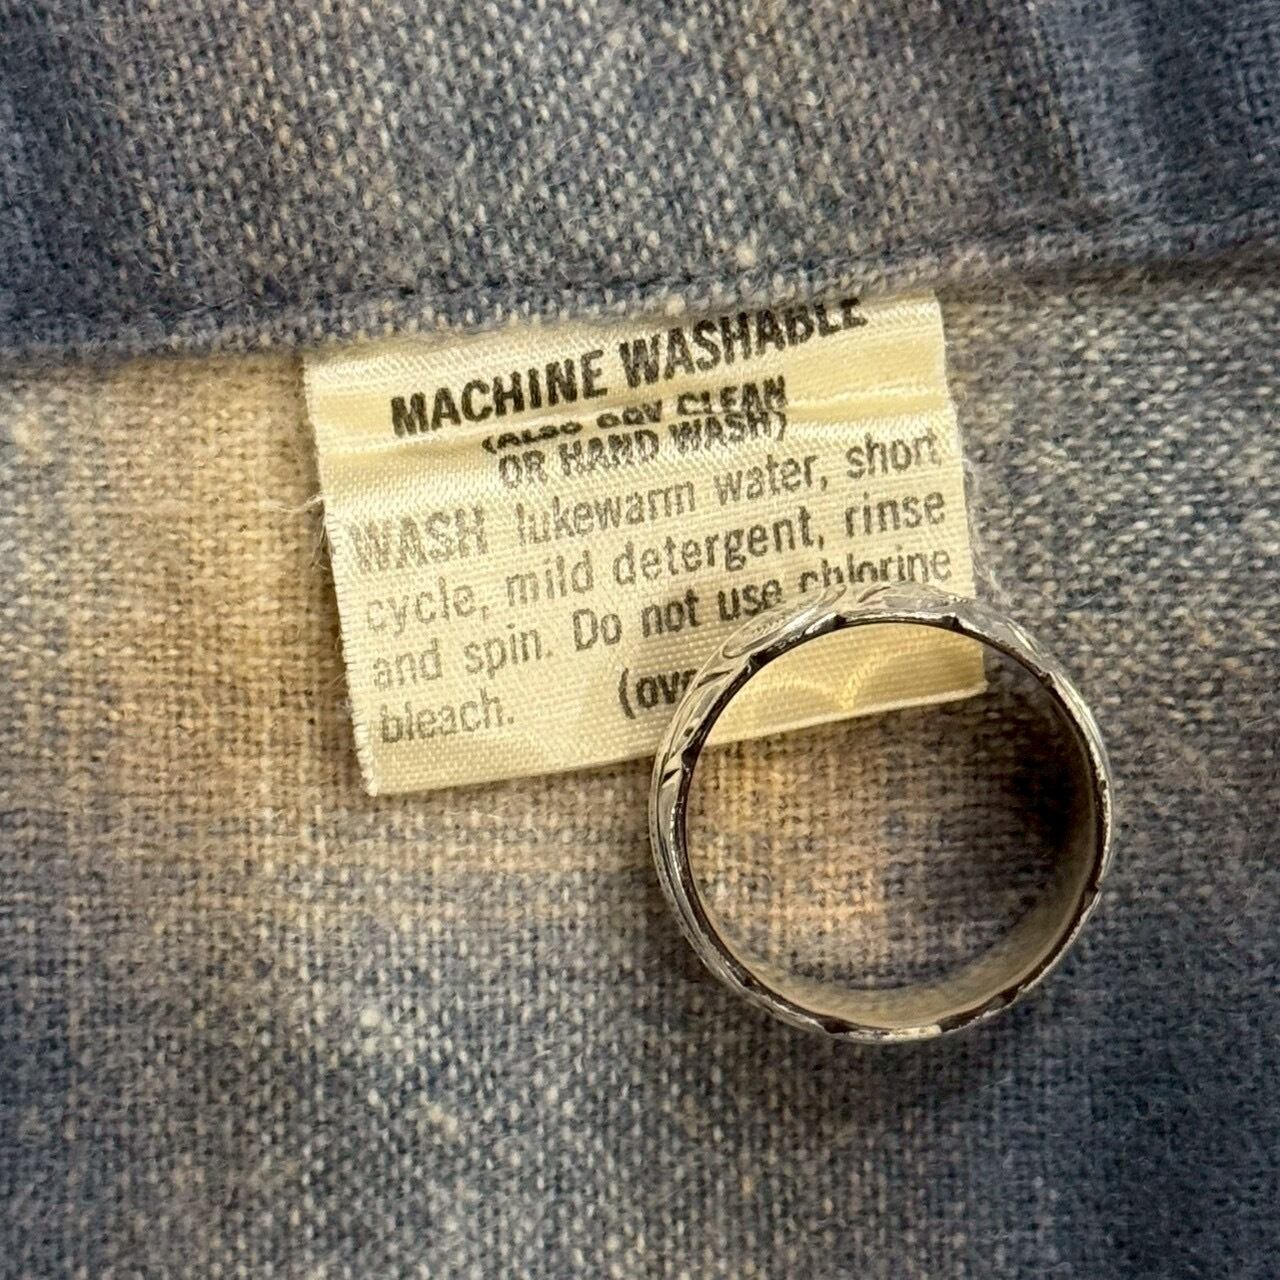 MACHINE WASHABLE
(ALSO DRY CLEAN
OR HAND WASH)
WASH lukewarm water, short
cycle, mild detergent, rinse
and spin. Do not use chlorine
bleach. (ove